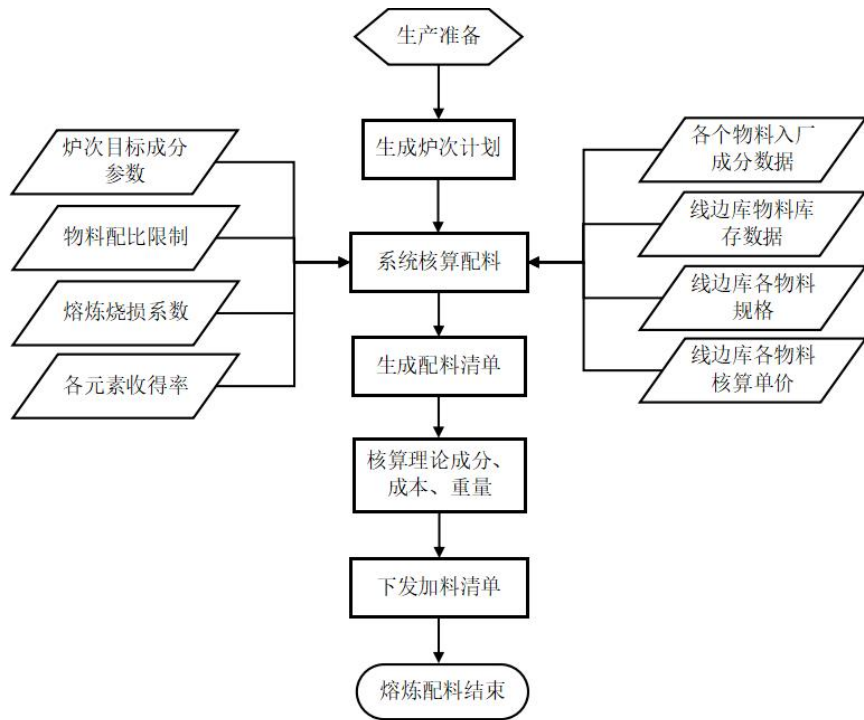 生产准备
生成炉次计划
炉次目标成分
参数
物料配比限制
熔炼烧损系数
各元素收得率
系统核算配料
各个物料入厂
成分数据
线边库物料库
存数据
线边库各物料
规格
线边库各物料
核算单价
生成配料清单
核算理论成分、
成本、重量
下发加料清单
熔炼配料结束